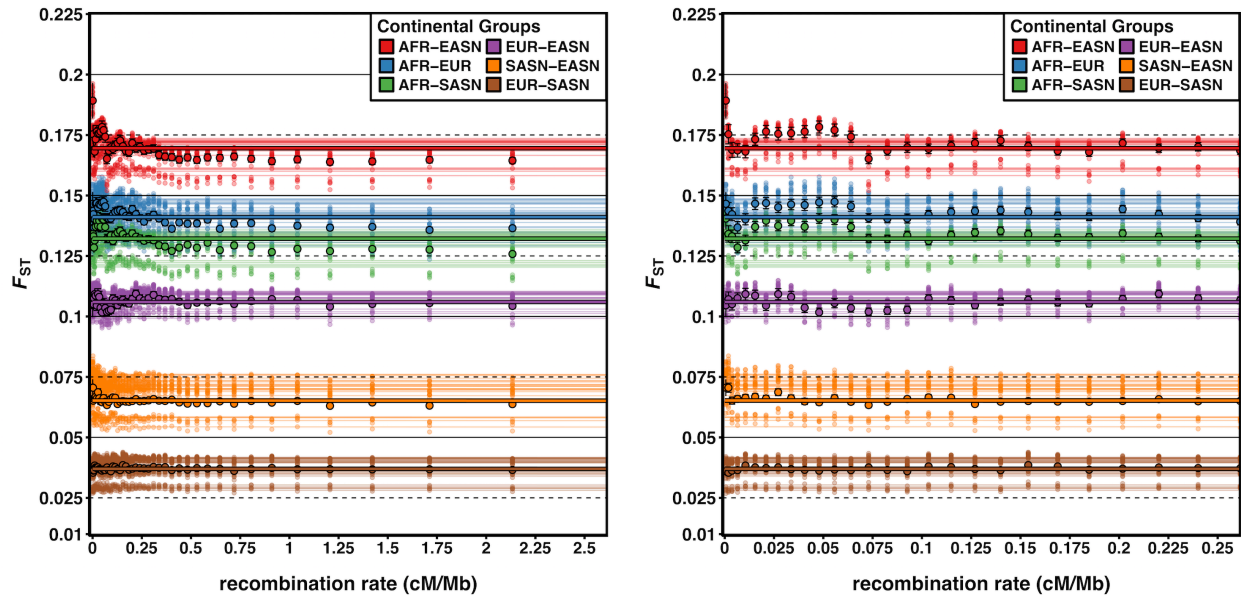 0.225
0.2
0.175
0.15
0.125
0.1
0.075
0.05
0.025
0.01
FST
Continental Groups
AFR−EASN EUR−EASN
AFR−EUR SASN−EASN
AFR−SASN EUR−SASN
0 0.25 0.5 0.75 1 1.25 1.5 1.75 2 2.25 2.5
recombination rate (cM/Mb)
0.225
0.2
0.175
0.15
0.125
0.1
0.075
0.05
0.025
0.01
FST
Continental Groups
AFR−EASN EUR−EASN
AFR−EUR SASN−EASN
AFR−SASN EUR−SASN
0 0.025 0.05 0.075 0.1 0.125 0.15 0.175 0.2 0.225 0.25
recombination rate (cM/Mb)